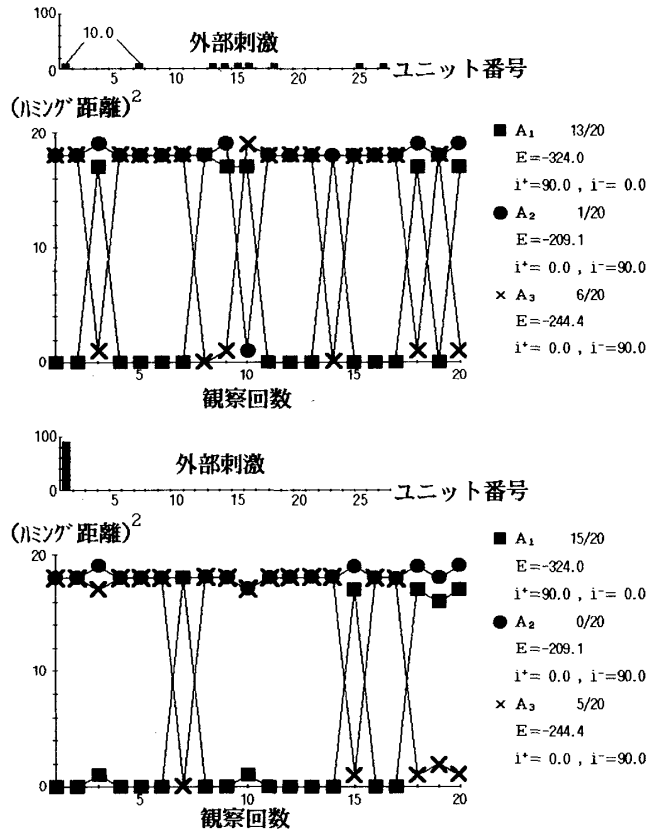 100
10.0
外部刺激
0
5 10 15 20 25
ユニット番号
(ハミング距離)²
20
10
0
5 10 15 20
観察回数
■ A₁ 13/20
E=-324.0
i⁺=90.0 , i⁻= 0.0
● A₂ 1/20
E=-209.1
i⁺= 0.0 , i⁻=90.0
× A₃ 6/20
E=-244.4
i⁺= 0.0 , i⁻=90.0
100
外部刺激
0
5 10 15 20 25
ユニット番号
(ハミング距離)²
20
10
0
5 10 15 20
観察回数
■ A₁ 15/20
E=-324.0
i⁺=90.0 , i⁻= 0.0
● A₂ 0/20
E=-209.1
i⁺= 0.0 , i⁻=90.0
× A₃ 5/20
E=-244.4
i⁺= 0.0 , i⁻=90.0